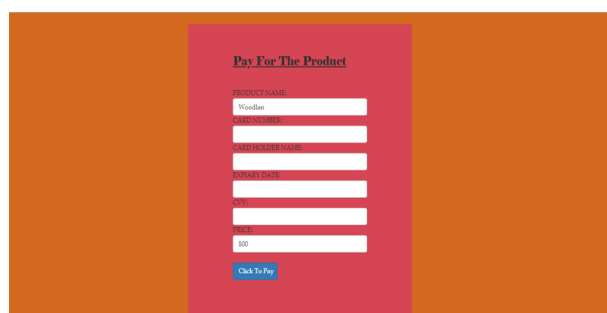 Pay For The Product
PRODUCT NAME:
Woodlan
CARD NUMBER:
CARD HOLDER NAME:
EXPIARY DATE:
CVV:
PRICE:
800
Click To Pay